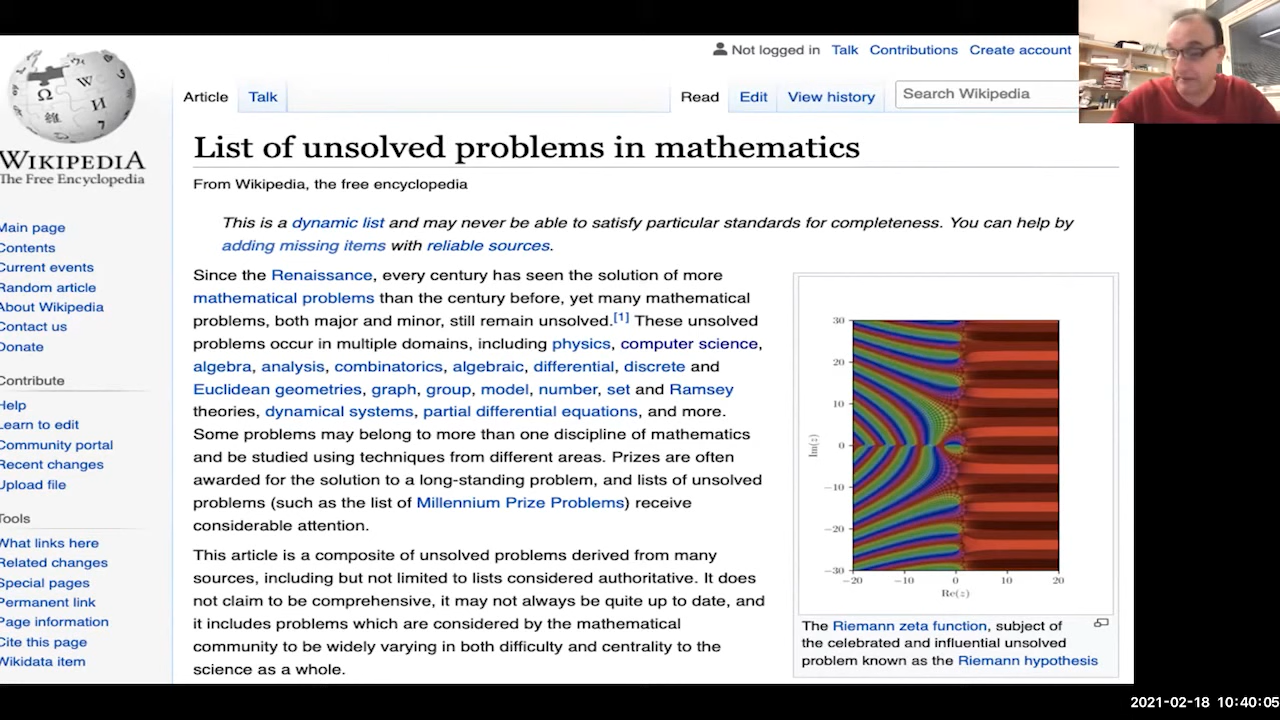 Not logged in Talk Contributions Create account
Article Talk Read Edit View history Search Wikipedia
WIKIPEDIA
The Free Encyclopedia
Main page
Contents
Current events
Random article
About Wikipedia
Contact us
Donate
Contribute
Help
Learn to edit
Community portal
Recent changes
Upload file
Tools
What links here
Related changes
Special pages
Permanent link
Page information
Cite this page
Wikidata item
List of unsolved problems in mathematics
From Wikipedia, the free encyclopedia
This is a dynamic list and may never be able to satisfy particular standards for completeness. You can help by
adding missing items with reliable sources.
Since the Renaissance, every century has seen the solution of more
mathematical problems than the century before, yet many mathematical
problems, both major and minor, still remain unsolved.[1] These unsolved
problems occur in multiple domains, including physics, computer science,
algebra, analysis, combinatorics, algebraic, differential, discrete and
Euclidean geometries, graph, group, model, number, set and Ramsey
theories, dynamical systems, partial differential equations, and more.
Some problems may belong to more than one discipline of mathematics
and be studied using techniques from different areas. Prizes are often
awarded for the solution to a long-standing problem, and lists of unsolved
problems (such as the list of Millennium Prize Problems) receive
considerable attention.
This article is a composite of unsolved problems derived from many
sources, including but not limited to lists considered authoritative. It does
not claim to be comprehensive, it may not always be quite up to date, and
it includes problems which are considered by the mathematical
community to be widely varying in both difficulty and centrality to the
science as a whole.
30
20
10
0
−10
−20
−30
Im(z)
−20 −10 0 10 20
Re(z)
The Riemann zeta function, subject of
the celebrated and influential unsolved
problem known as the Riemann hypothesis
2021-02-18 10:40:05